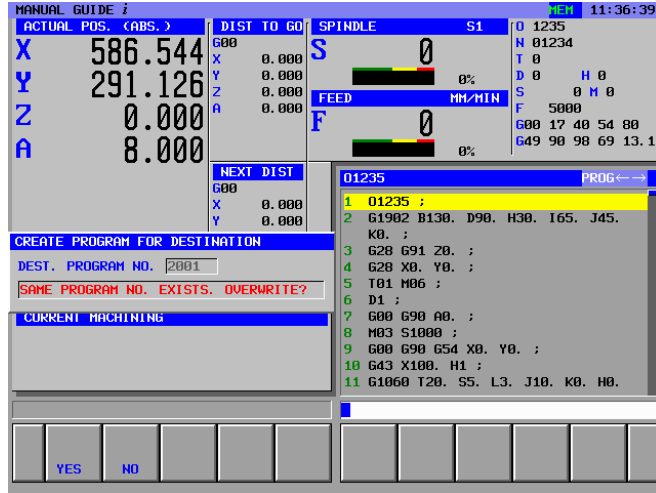 MANUAL GUIDE i MEM 11:36:39
ACTUAL POS. (ABS.) DIST TO GO SPINDLE S1 O 1235
X 586.544 G00 S 0 N 01234
X 0.000 T 0
Y 291.126 Y 0.000 0% D 0 H 0
Z 0.000 FEED MM/MIN S 0 M 0
Z 0.000 A 0.000 F 0 F 5000
G00 17 40 54 80
A 8.000 0% G49 90 98 69 13.1
NEXT DIST
G00
X 0.000
Y 0.000
O1235 PROG←→
1 O1235 ;
2 G1902 B130. D90. H30. I65. J45.
K0. ;
3 G28 G91 Z0. ;
4 G28 X0. Y0. ;
5 T01 M06 ;
6 D1 ;
7 G00 G90 A0. ;
8 M03 S1000 ;
9 G00 G90 G54 X0. Y0. ;
10 G43 X100. H1 ;
11 G1060 T20. S5. L3. J10. K0. H0.
CREATE PROGRAM FOR DESTINATION
DEST. PROGRAM NO. 2001
SAME PROGRAM NO. EXISTS. OVERWRITE?
CURRENT MACHINING
YES NO